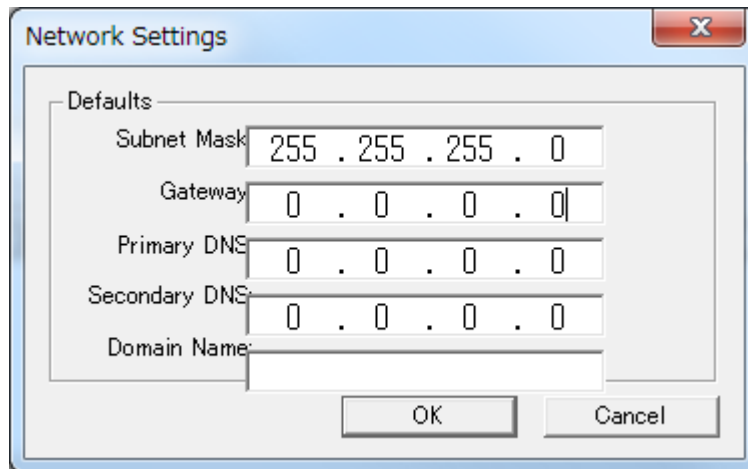 Network Settings
Defaults
Subnet Mask 255 . 255 . 255 . 0
Gateway 0 . 0 . 0 . 0
Primary DNS 0 . 0 . 0 . 0
Secondary DNS: 0 . 0 . 0 . 0
Domain Name:
OK Cancel